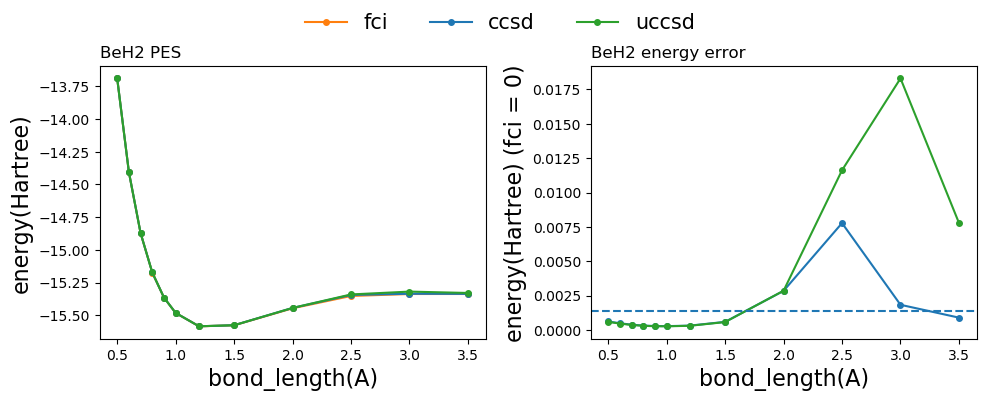 fci ccsd uccsd
BeH2 PES
energy(Hartree)
−13.75
−14.00
−14.25
−14.50
−14.75
−15.00
−15.25
−15.50
0.5 1.0 1.5 2.0 2.5 3.0 3.5
bond_length(A)
BeH2 energy error
energy(Hartree) (fci = 0)
0.0175
0.0150
0.0125
0.0100
0.0075
0.0050
0.0025
0.0000
0.5 1.0 1.5 2.0 2.5 3.0 3.5
bond_length(A)